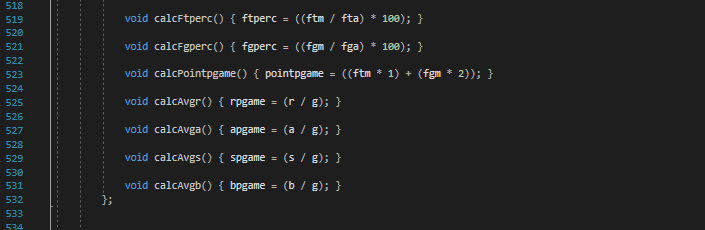 518
519 void calcFtperc() { ftperc = ((ftm / fta) * 100); }
520
521 void calcFgperc() { fgperc = ((fgm / fga) * 100); }
522
523 void calcPointpgame() { pointpgame = ((ftm * 1) + (fgm * 2)); }
524
525 void calcAvgr() { rpgame = (r / g); }
526
527 void calcAvga() { apgame = (a / g); }
528
529 void calcAvgs() { spgame = (s / g); }
530
531 void calcAvgb() { bpgame = (b / g); }
532 };
533
534